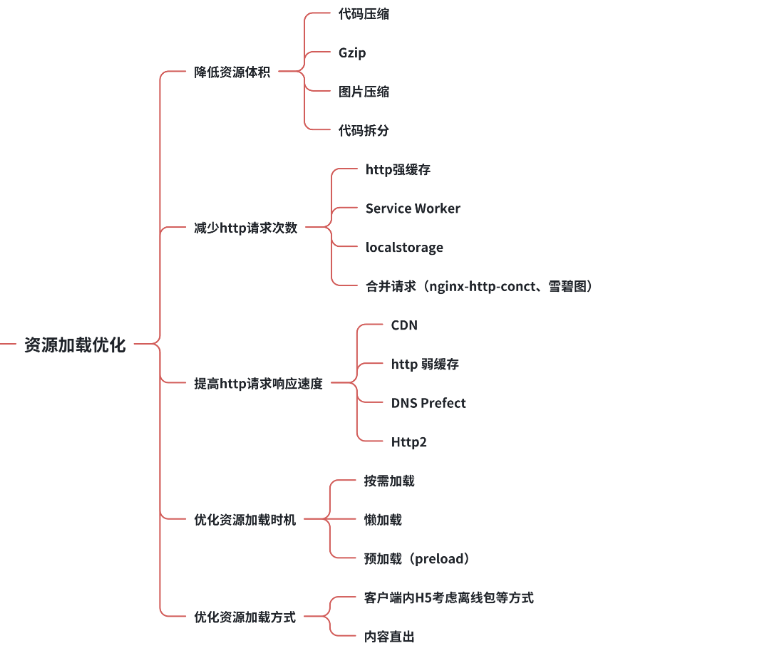 资源加载优化
降低资源体积
代码压缩
Gzip
图片压缩
代码拆分
减少http请求次数
http强缓存
Service Worker
localstorage
合并请求（nginx-http-conct、雪碧图）
提高http请求响应速度
CDN
http 弱缓存
DNS Prefect
Http2
优化资源加载时机
按需加载
懒加载
预加载（preload）
优化资源加载方式
客户端内H5考虑离线包等方式
内容直出